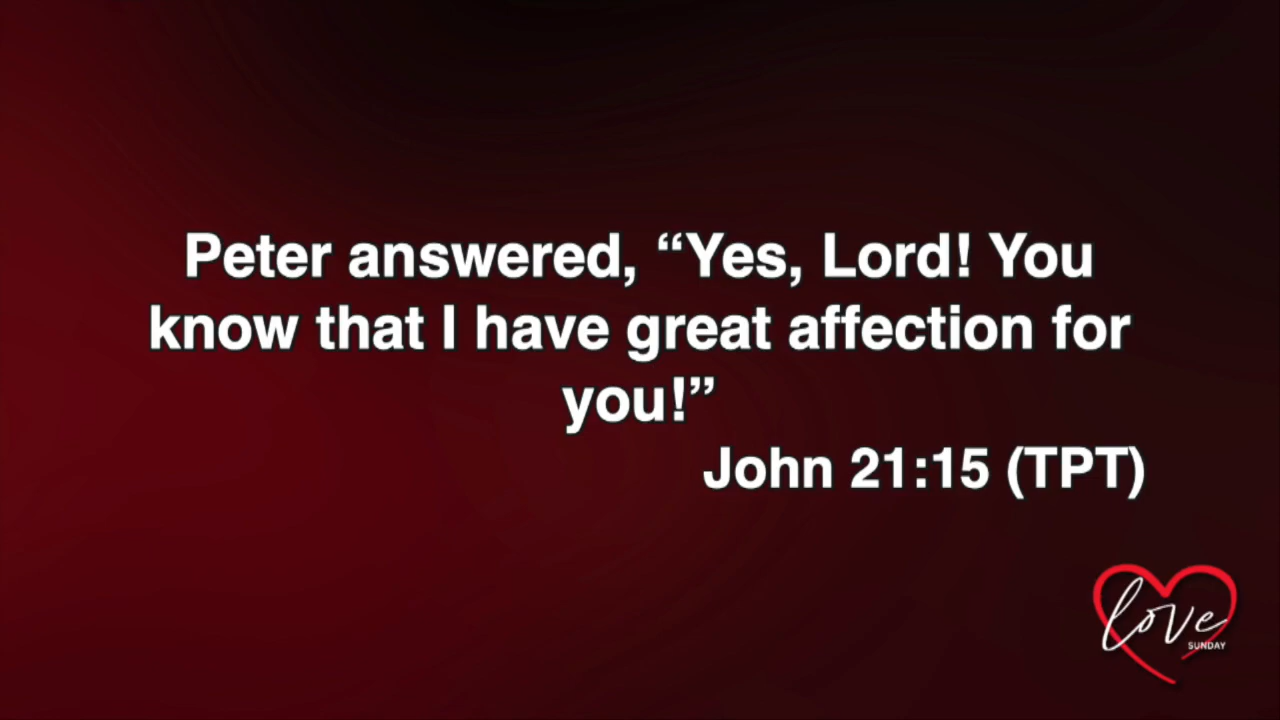 Peter answered, “Yes, Lord! You
know that I have great affection for
you!”
John 21:15 (TPT)
love
SUNDAY